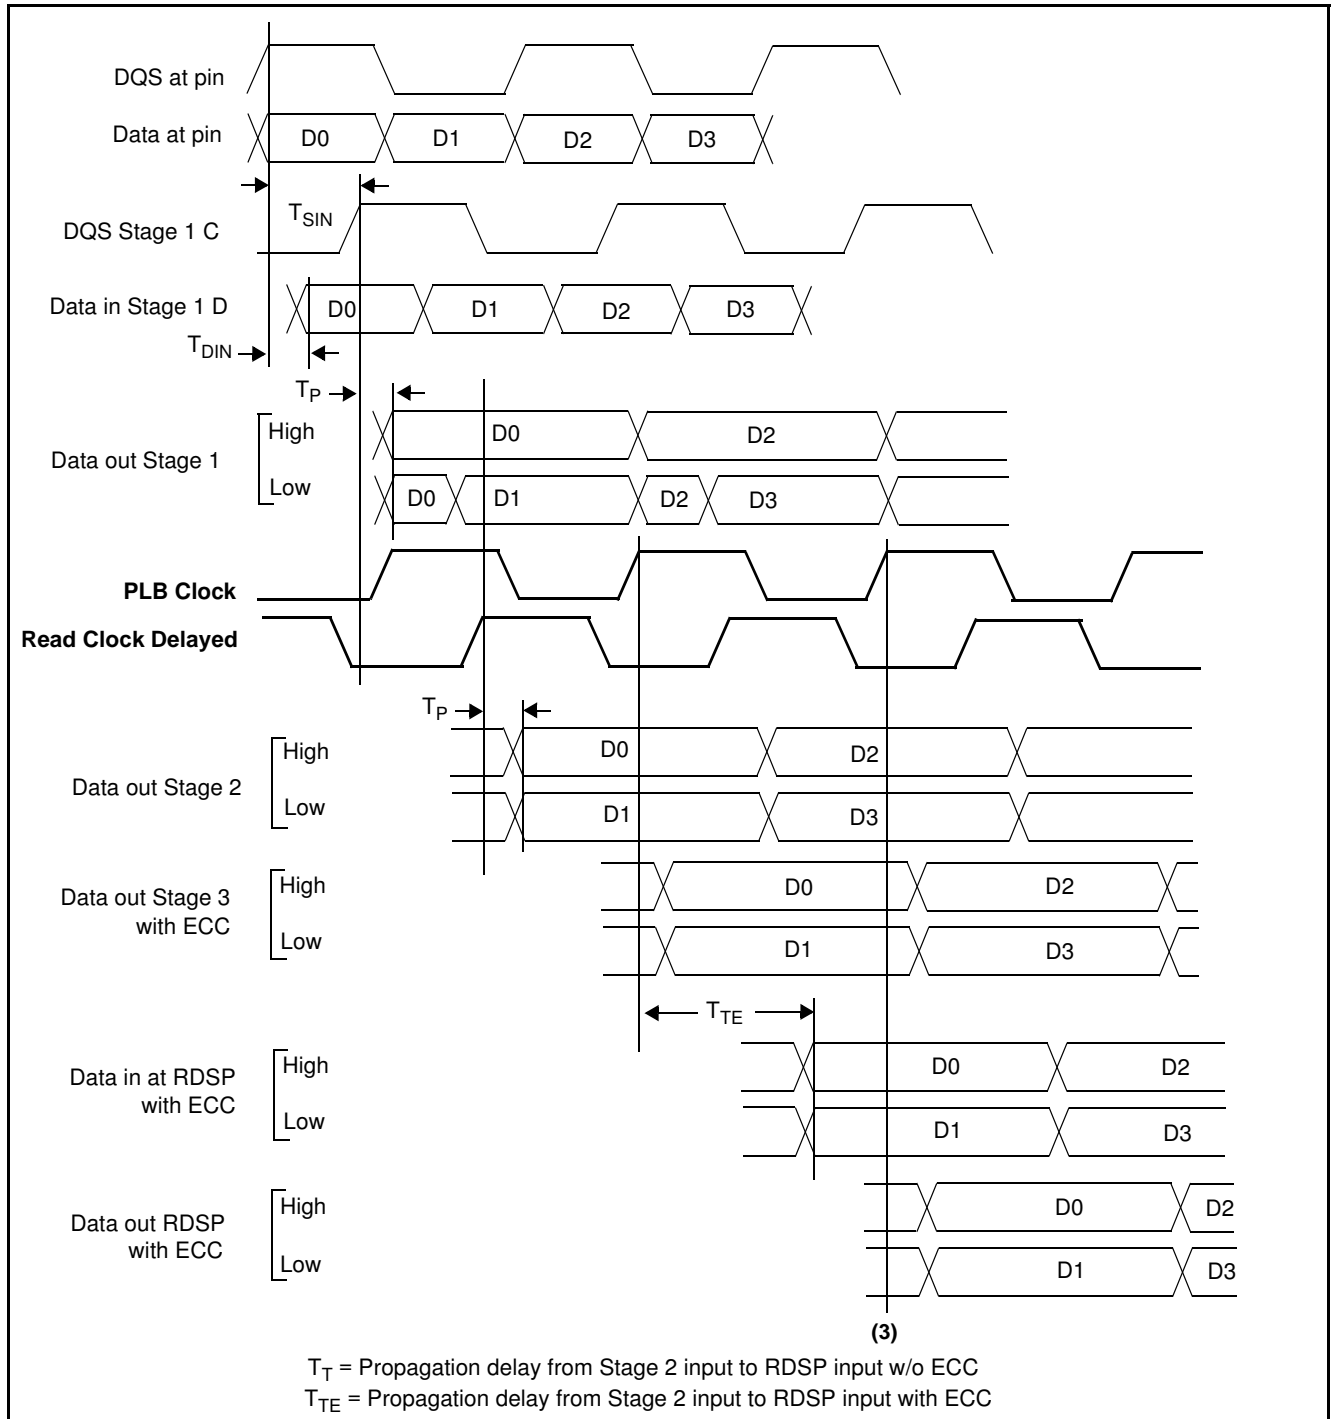 DQS at pin
Data at pin
D0 D1 D2 D3
TSIN
DQS Stage 1 C
Data in Stage 1 D
D0 D1 D2 D3
TDIN
TP
Data out Stage 1
High
D0 D2
Low
D0 D1 D2 D3
PLB Clock
Read Clock Delayed
TP
Data out Stage 2
High
D0 D2
Low
D1 D3
Data out Stage 3
with ECC
High
D0 D2
Low
D1 D3
TTE
Data in at RDSP
with ECC
High
D0 D2
Low
D1 D3
Data out RDSP
with ECC
High
D0 D2
Low
D1 D3
(3)
TT = Propagation delay from Stage 2 input to RDSP input w/o ECC
TTE = Propagation delay from Stage 2 input to RDSP input with ECC